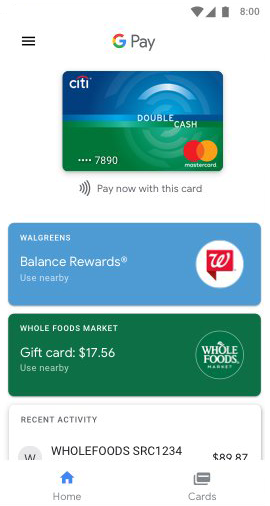 8:00
G Pay
citi
DOUBLE
CASH
•••• 7890
mastercard
Pay now with this card
WALGREENS
Balance Rewards®
Use nearby
W
WHOLE FOODS MARKET
Gift card: $17.56
Use nearby
WHOLE
FOODS
MARKET
RECENT ACTIVITY
W
WHOLEFOODS SRC1234
$89.87
Home
Cards